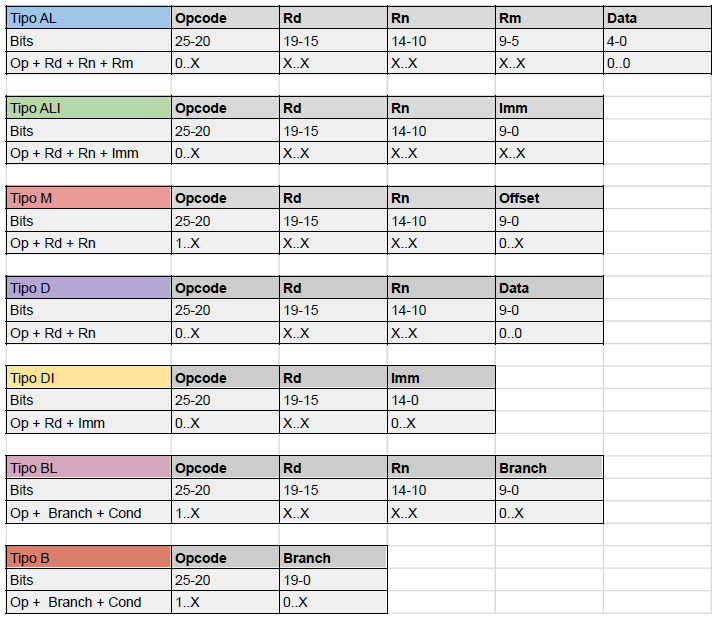 Tipo AL Opcode Rd Rn Rm Data
Bits 25-20 19-15 14-10 9-5 4-0
Op + Rd + Rn + Rm 0..X X..X X..X X..X 0..0
Tipo ALI Opcode Rd Rn Imm
Bits 25-20 19-15 14-10 9-0
Op + Rd + Rn + Imm 0..X X..X X..X X..X
Tipo M Opcode Rd Rn Offset
Bits 25-20 19-15 14-10 9-0
Op + Rd + Rn 1..X X..X X..X 0..X
Tipo D Opcode Rd Rn Data
Bits 25-20 19-15 14-10 9-0
Op + Rd + Rn 0..X X..X X..X 0..0
Tipo DI Opcode Rd Imm
Bits 25-20 19-15 14-0
Op + Rd + Imm 0..X X..X 0..X
Tipo BL Opcode Rd Rn Branch
Bits 25-20 19-15 14-10 9-0
Op +  Branch + Cond 1..X X..X X..X 0..X
Tipo B Opcode Branch
Bits 25-20 19-0
Op +  Branch + Cond 1..X 0..X